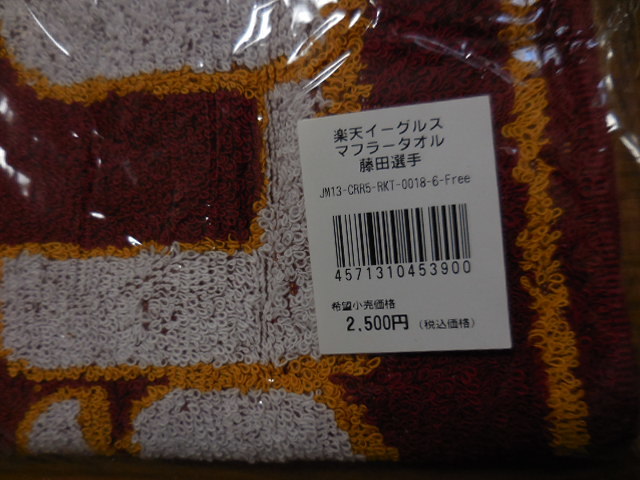 楽天イーグルス
マフラータオル
藤田選手
JM13-CRR5-RKT-0018-6-Free
4571310453900
希望小売価格
2,500円 (税込価格)